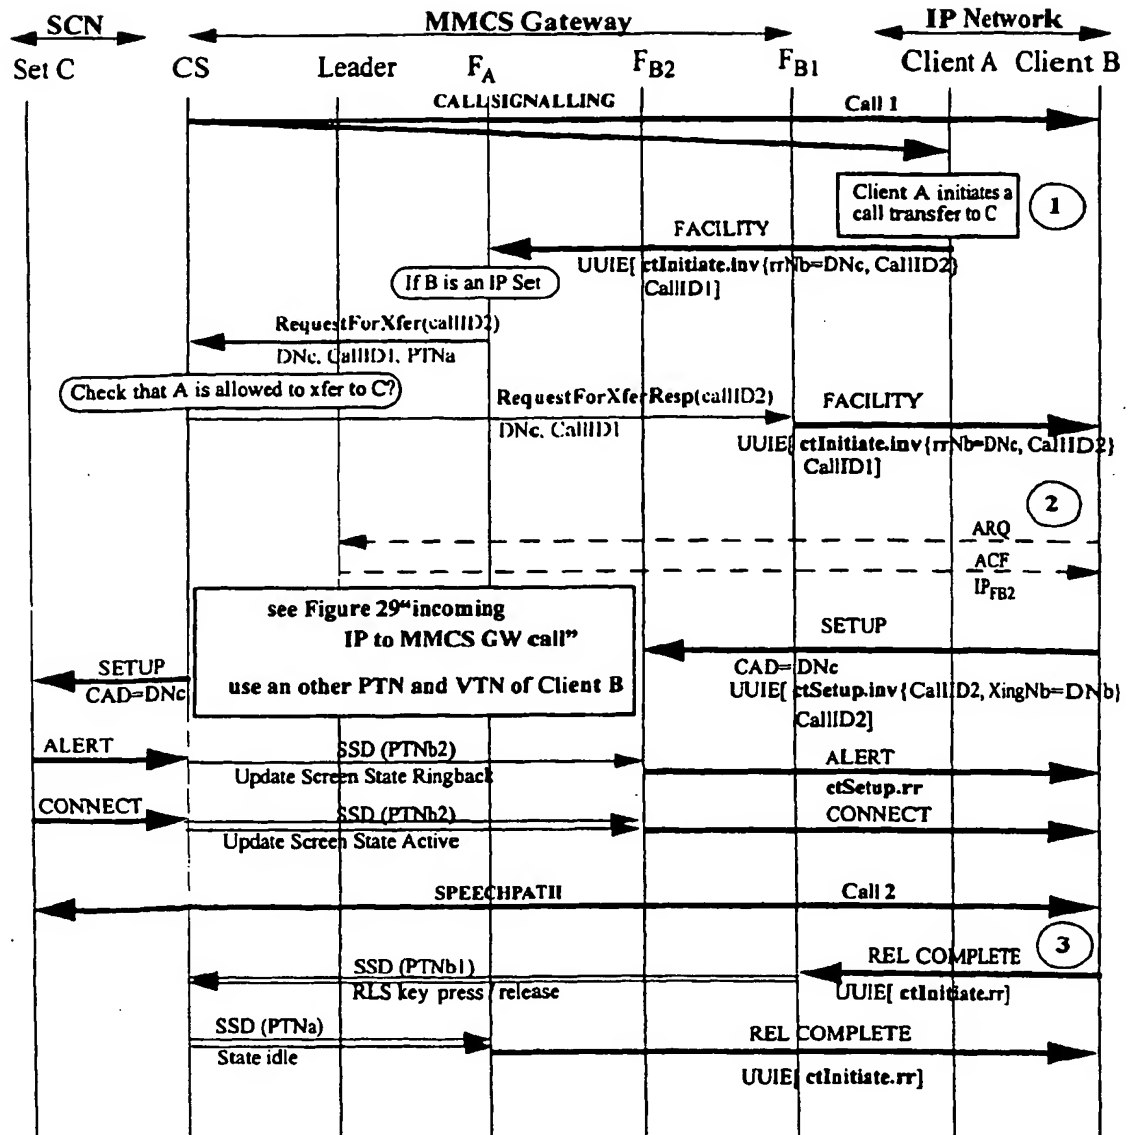 SCN MMCS Gateway IP Network
Set C CS Leader FA FB2 FB1 Client A Client B
CALLSIGNALLING Call 1
Client A initiates a
call transfer to C
1
FACILITY
UUIE[ ctInitiate.inv{rrNb=DNc, CallID2}
CallID1]
If B is an IP Set
RequestForXfer(callID2)
DNc, CallID1, PTNa
Check that A is allowed to xfer to C?
RequestForXferResp(callID2)
DNc, CallID1
FACILITY
UUIE[ ctInitiate.inv{rrNb=DNc, CallID2}
CallID1]
2
ARQ
ACF
IPFB2
see Figure 29“incoming
IP to MMCS GW call”
use an other PTN and VTN of Client B
SETUP
CAD=DNc
UUIE[ ctSetup.inv{CallID2, XingNb=DNb}
CallID2]
SETUP
CAD=DNc
ALERT SSD (PTNb2) ALERT
Update Screen State Ringback
ctSetup.rr
CONNECT SSD (PTNb2) CONNECT
Update Screen State Active
SPEECHPATH Call 2
3
SSD (PTNb1) REL COMPLETE
RLS key press / release UUIE[ ctInitiate.rr]
SSD (PTNa) REL COMPLETE
State idle
UUIE[ ctInitiate.rr]